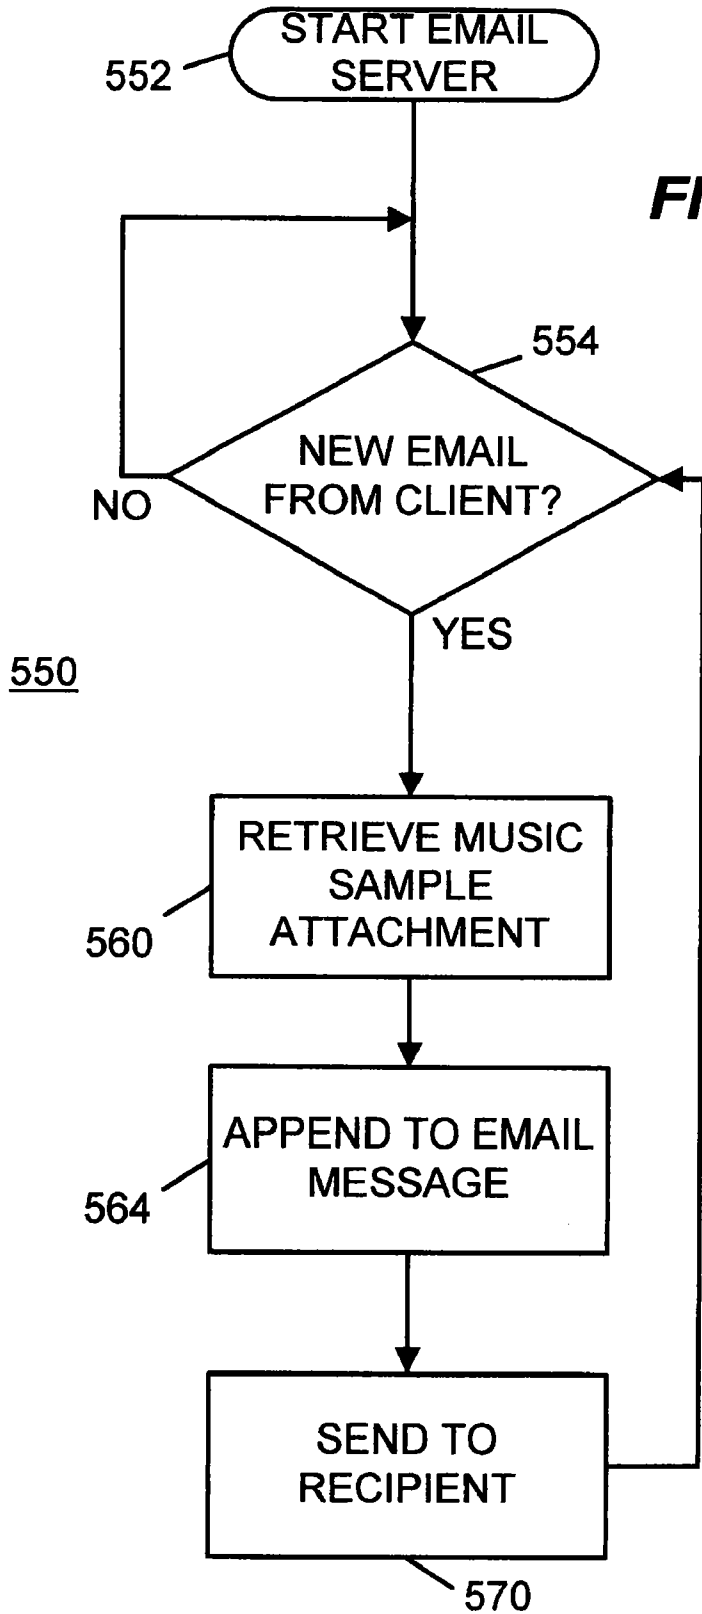 START EMAIL
SERVER
552
554
NEW EMAIL
FROM CLIENT?
NO
YES
550
RETRIEVE MUSIC
SAMPLE
ATTACHMENT
560
APPEND TO EMAIL
MESSAGE
564
SEND TO
RECIPIENT
570